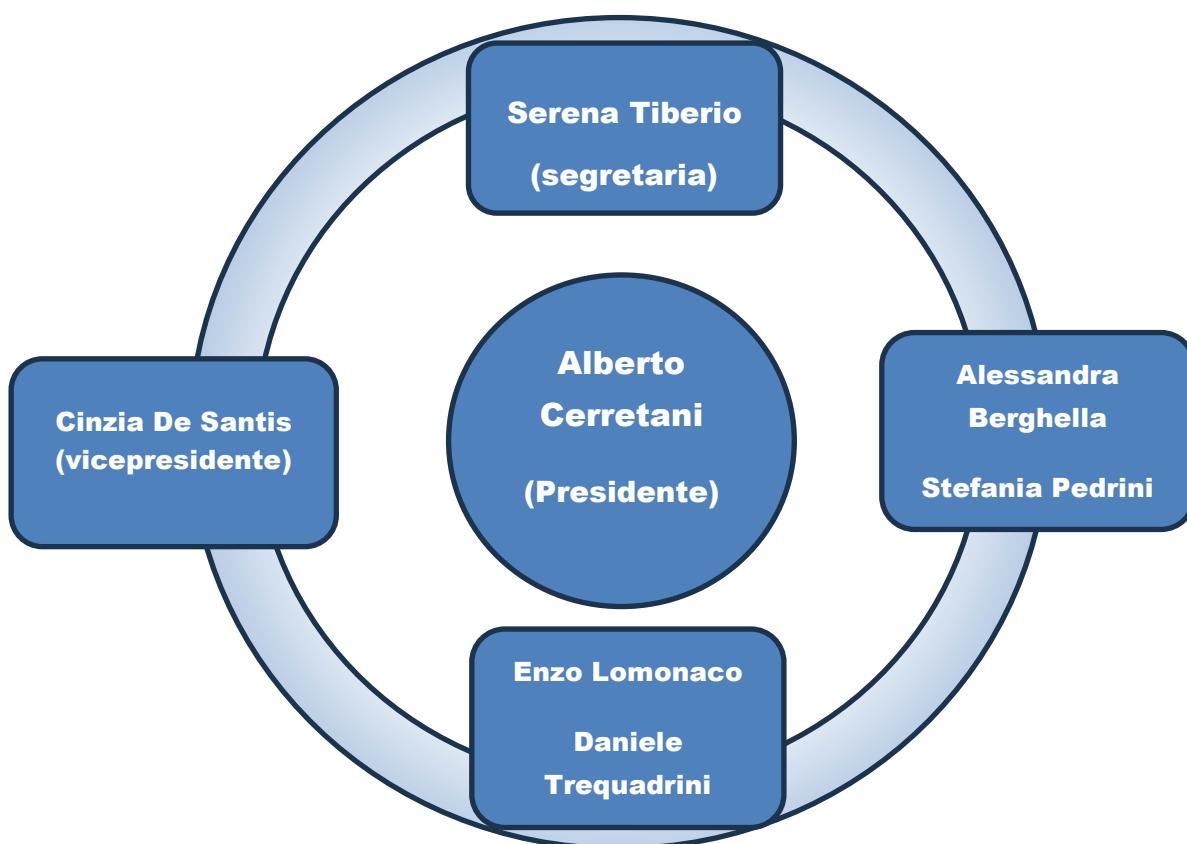 Serena Tiberio
(segretaria)
Alberto
Cerretani
(Presidente)
Cinzia De Santis
(vicepresidente)
Alessandra
Berghella
Stefania Pedrini
Enzo Lomonaco
Daniele
Trequadrini